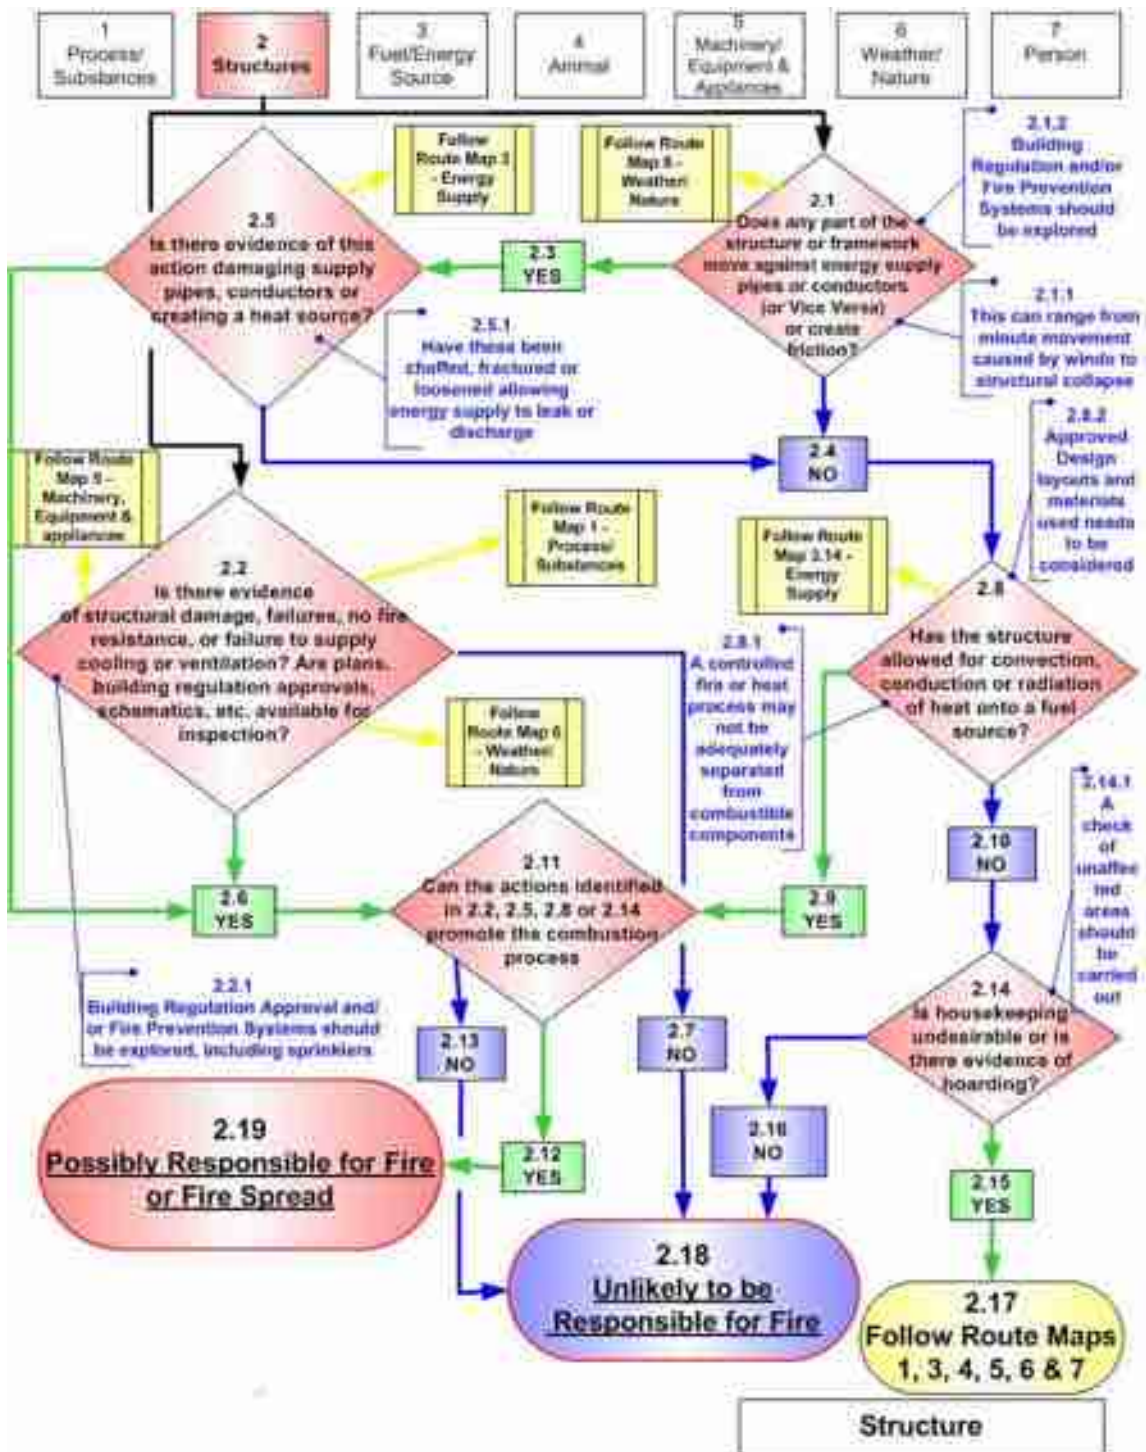 1
Process/
Substances
2
Structures
3
Fuel/Energy
Source
4
Animal
5
Machinery/
Equipment &
Appliances
6
Weather/
Nature
7
Person
Follow
Route Map 3
- Energy
Supply
Follow Route
Map 6 -
Weather/
Nature
2.1.2
Building
Regulation and/or
Fire Prevention
Systems should
be explored
2.5
Is there evidence of this
action damaging supply
pipes, conductors or
creating a heat source?
2.3
YES
2.1
Does any part of the
structure or framework
move against energy supply
pipes or conductors
(or Vice Versa)
or create
friction?
2.1.1
This can range from
minute movement
caused by winds to
structural collapse
2.5.1
Have these been
chaffed, fractured or
loosened allowing
energy supply to leak or
discharge
2.4
NO
2.8.2
Approved
Design
layouts and
materials
used needs
to be
considered
Follow Route
Map 5 -
Machinery,
Equipment &
appliances
Follow Route
Map 1 -
Process/
Substances
Follow Route
Map 3.14 -
Energy
Supply
2.2
Is there evidence
of structural damage, failures, no fire
resistance, or failure to supply
cooling or ventilation? Are plans,
building regulation approvals,
schematics, etc. available for
inspection?
2.8
Has the structure
allowed for convection,
conduction or radiation
of heat onto a fuel
source?
2.8.1
A controlled
fire or heat
process may
not be
adequately
separated
from
combustible
components
Follow
Route Map 6
- Weather/
Nature
2.14.1
A
check
of
unaffec
ted
areas
should
be
carried
out
2.10
NO
2.6
YES
2.11
Can the actions identified
in 2.2, 2.5, 2.8 or 2.14
promote the combustion
process
2.9
YES
2.2.1
Building Regulation Approval and/
or Fire Prevention Systems should
be explored, including sprinklers
2.13
NO
2.7
NO
2.14
Is housekeeping
undesirable or is
there evidence of
hoarding?
2.19
Possibly Responsible for Fire
or Fire Spread
2.12
YES
2.16
NO
2.15
YES
2.18
Unlikely to be
Responsible for Fire
2.17
Follow Route Maps
1, 3, 4, 5, 6 & 7
Structure